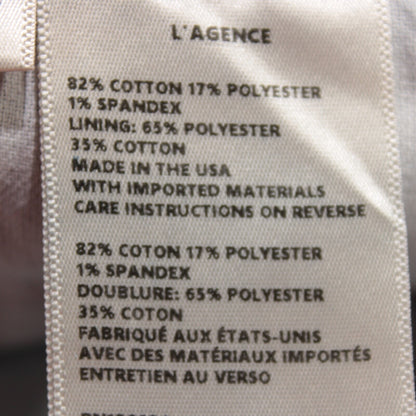 L'AGENCE
82% COTTON 17% POLYESTER
1% SPANDEX
LINING: 65% POLYESTER
35% COTTON
MADE IN THE USA
WITH IMPORTED MATERIALS
CARE INSTRUCTIONS ON REVERSE
82% COTON 17% POLYESTER
1% SPANDEX
DOUBLURE: 65% POLYESTER
35% COTON
FABRIQUÉ AUX ÉTATS-UNIS
AVEC DES MATÉRIAUX IMPORTÉS
ENTRETIEN AU VERSO